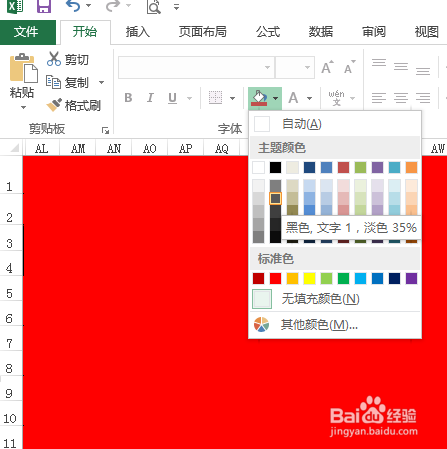 文件 开始 插入 页面布局 公式 数据 审阅 视图
粘贴
剪切
复制
格式刷
B I U A A A wén 文
剪贴板 字体
自动(A)
主题颜色
黑色, 文字 1，淡色 35%
标准色
无填充颜色(N)
其他颜色(M)...
AL AM AN AO AP AQ AW
1
2
3
4
5
6
7
8
9
10
11
Bai 经验
jingyan.baidu.com